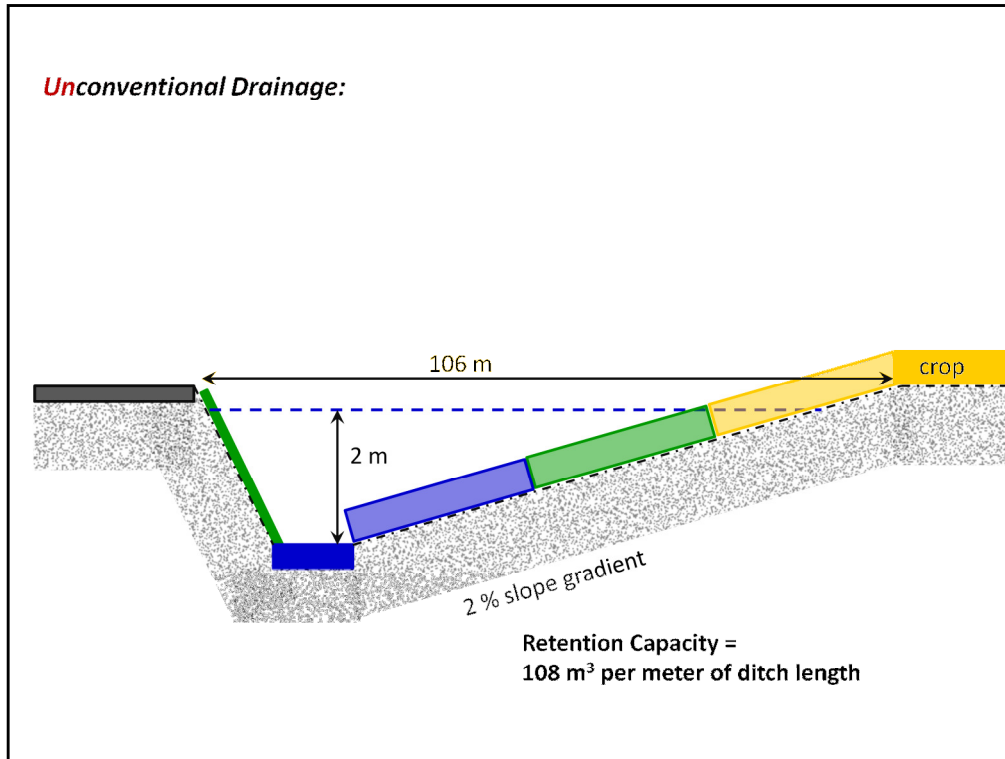 Unconventional Drainage:
106 m
crop
2 m
2 % slope gradient
Retention Capacity =
108 m³ per meter of ditch length